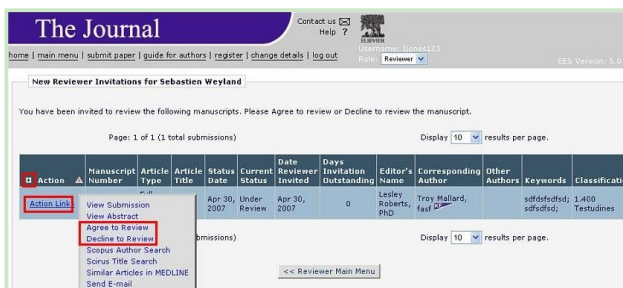 The Journal
Contact us
Help ?
ELSEVIER
home | main menu | submit paper | guide for authors | register | change details | log out
Username: ljones123
Role: Reviewer
EES Version: 5.0
New Reviewer Invitations for Sebastien Weyland
You have been invited to review the following manuscripts. Please Agree to review or Decline to review the manuscript.
Page: 1 of 1 (1 total submissions) Display 10 results per page.
Action Manuscript Number Article Type Article Title Status Date Current Status Date Reviewer Invited Days Invitation Outstanding Editor's Name Corresponding Author Other Authors Keywords Classificati
Action Link Apr 30, 2007 Under Review Apr 30, 2007 0 Lesley Roberts, PhD Troy Mallard, fasf sdfdsfsdfsd; sdfsdfsd; 1.400 Testudines
View Submission
View Abstract
Agree to Review
Decline to Review
Scopus Author Search
Scirus Title Search
Similar Articles in MEDLINE
Send E-mail
bmissions) Display 10 results per page.
<< Reviewer Main Menu